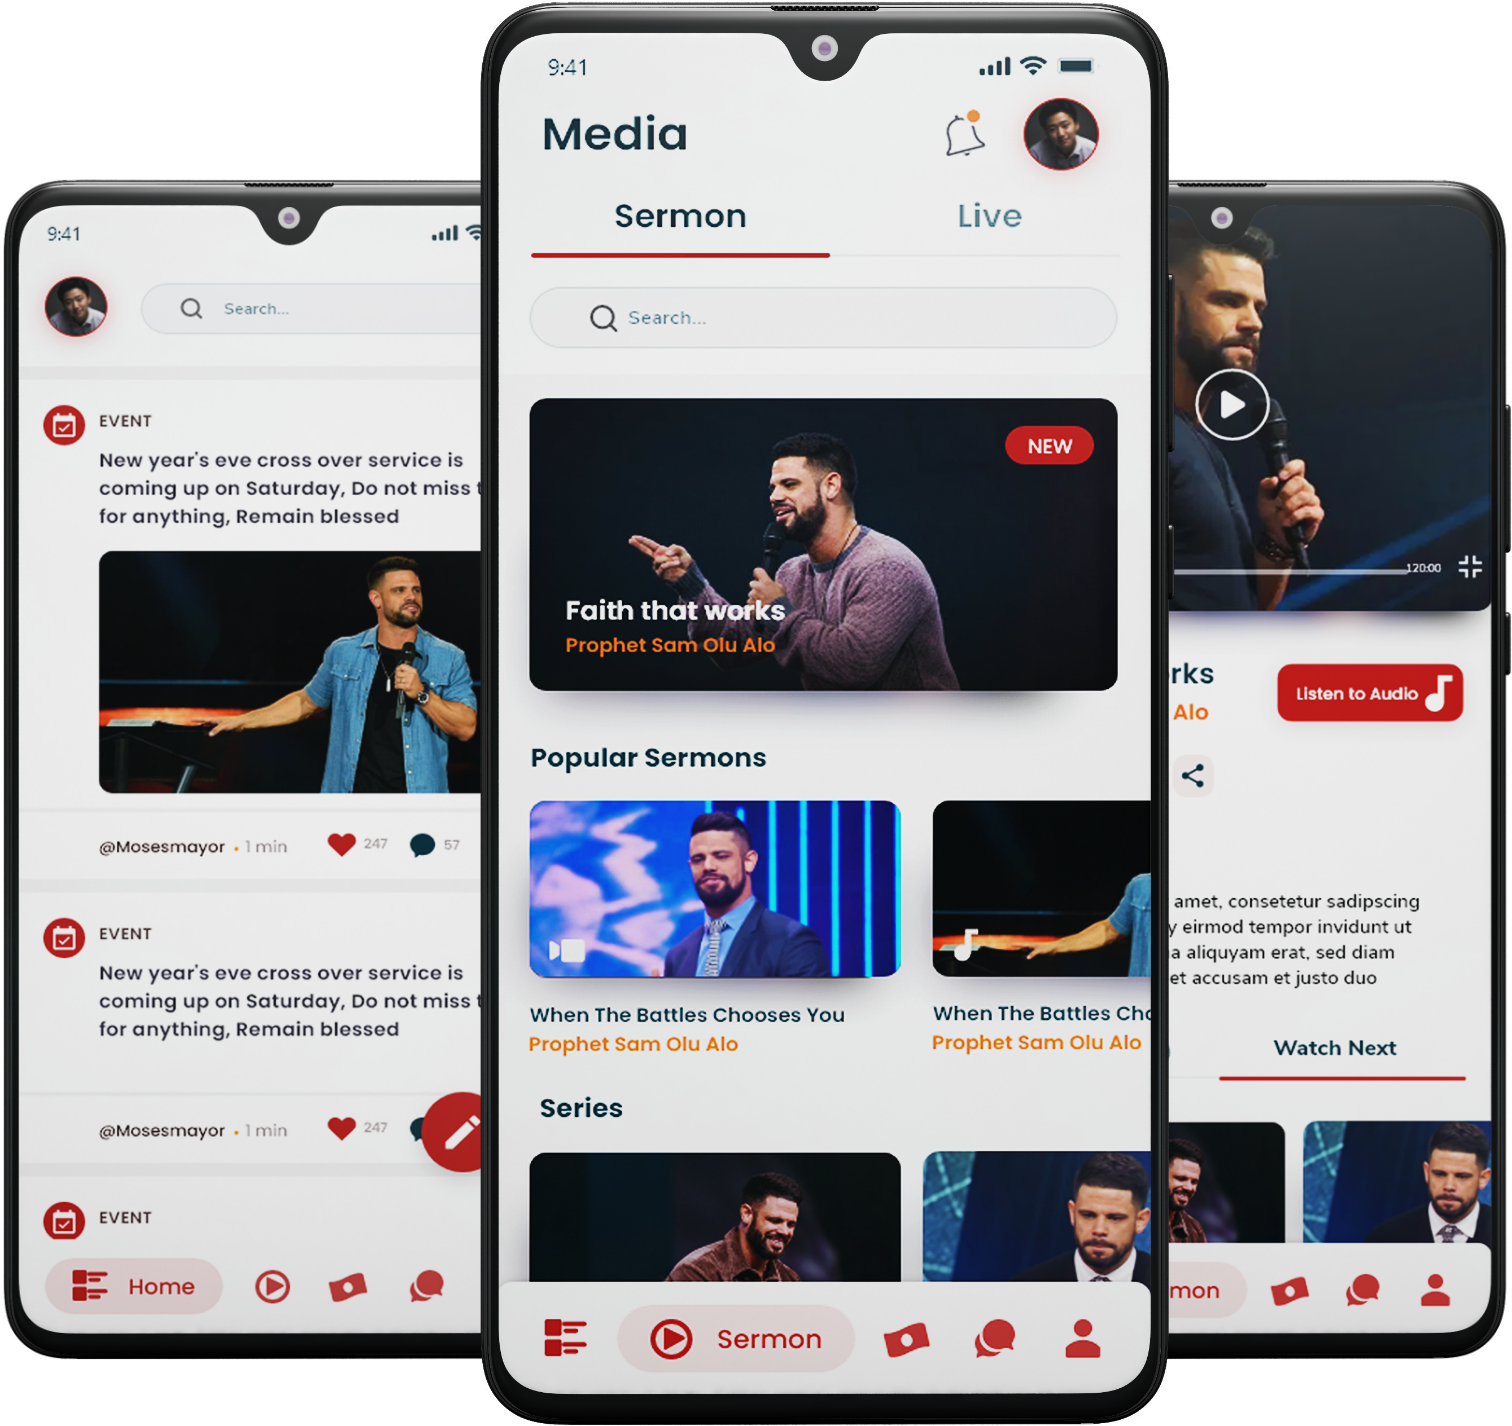 9:41
Search...
EVENT
New year's eve cross over service is
coming up on Saturday, Do not miss t
for anything, Remain blessed
@Mosesmayor • 1 min
247
57
EVENT
New year's eve cross over service is
coming up on Saturday, Do not miss t
for anything, Remain blessed
@Mosesmayor • 1 min
247
EVENT
Home
9:41
Media
Sermon
Live
Search...
NEW
Faith that works
Prophet Sam Olu Alo
Popular Sermons
When The Battles Chooses You
Prophet Sam Olu Alo
When The Battles Cho
Prophet Sam Olu Alo
Series
Sermon
120:00
rks
Alo
Listen to Audio
amet, consetetur sadipscing
y eirmod tempor invidunt ut
a aliquyam erat, sed diam
et accusam et justo duo
Watch Next
mon